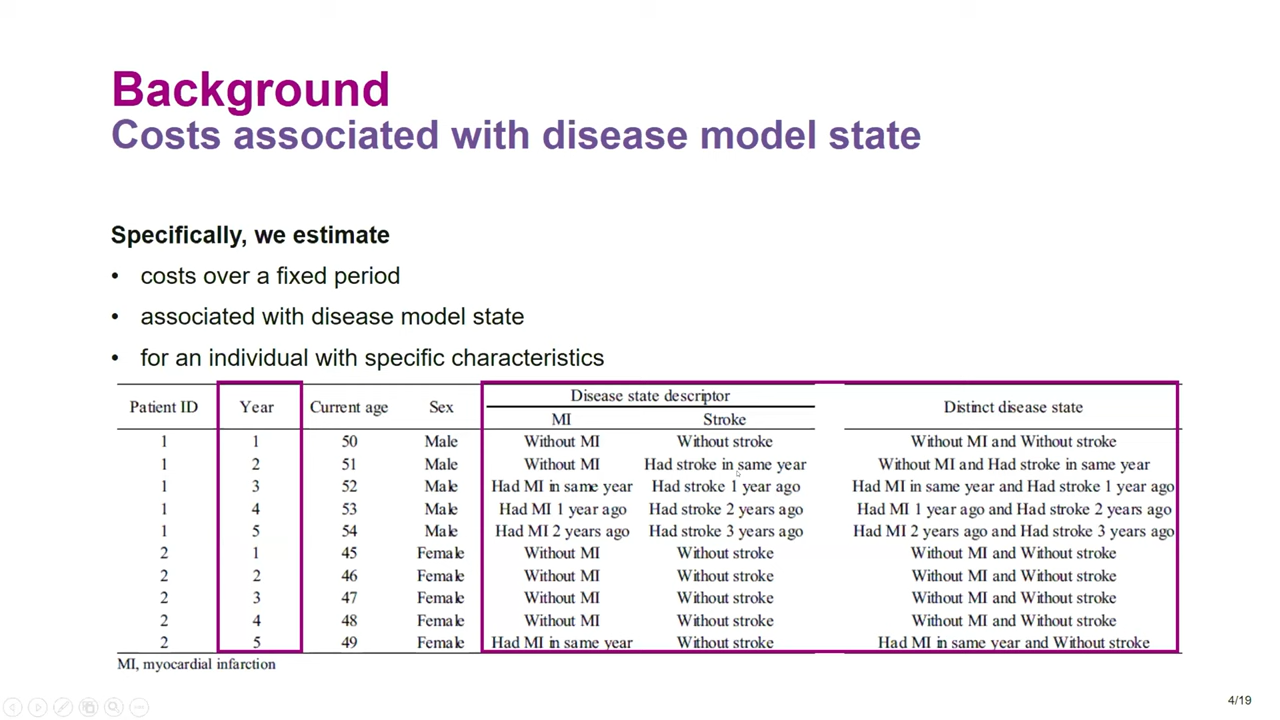 Background
Costs associated with disease model state
Specifically, we estimate
• costs over a fixed period
• associated with disease model state
• for an individual with specific characteristics
Patient ID Year Current age Sex Disease state descriptor Distinct disease state
MI Stroke
1 1 50 Male Without MI Without stroke Without MI and Without stroke
1 2 51 Male Without MI Had stroke in same year Without MI and Had stroke in same year
1 3 52 Male Had MI in same year Had stroke 1 year ago Had MI in same year and Had stroke 1 year ago
1 4 53 Male Had MI 1 year ago Had stroke 2 years ago Had MI 1 year ago and Had stroke 2 years ago
1 5 54 Male Had MI 2 years ago Had stroke 3 years ago Had MI 2 years ago and Had stroke 3 years ago
2 1 45 Female Without MI Without stroke Without MI and Without stroke
2 2 46 Female Without MI Without stroke Without MI and Without stroke
2 3 47 Female Without MI Without stroke Without MI and Without stroke
2 4 48 Female Without MI Without stroke Without MI and Without stroke
2 5 49 Female Had MI in same year Without stroke Had MI in same year and Without stroke
MI, myocardial infarction
4/19